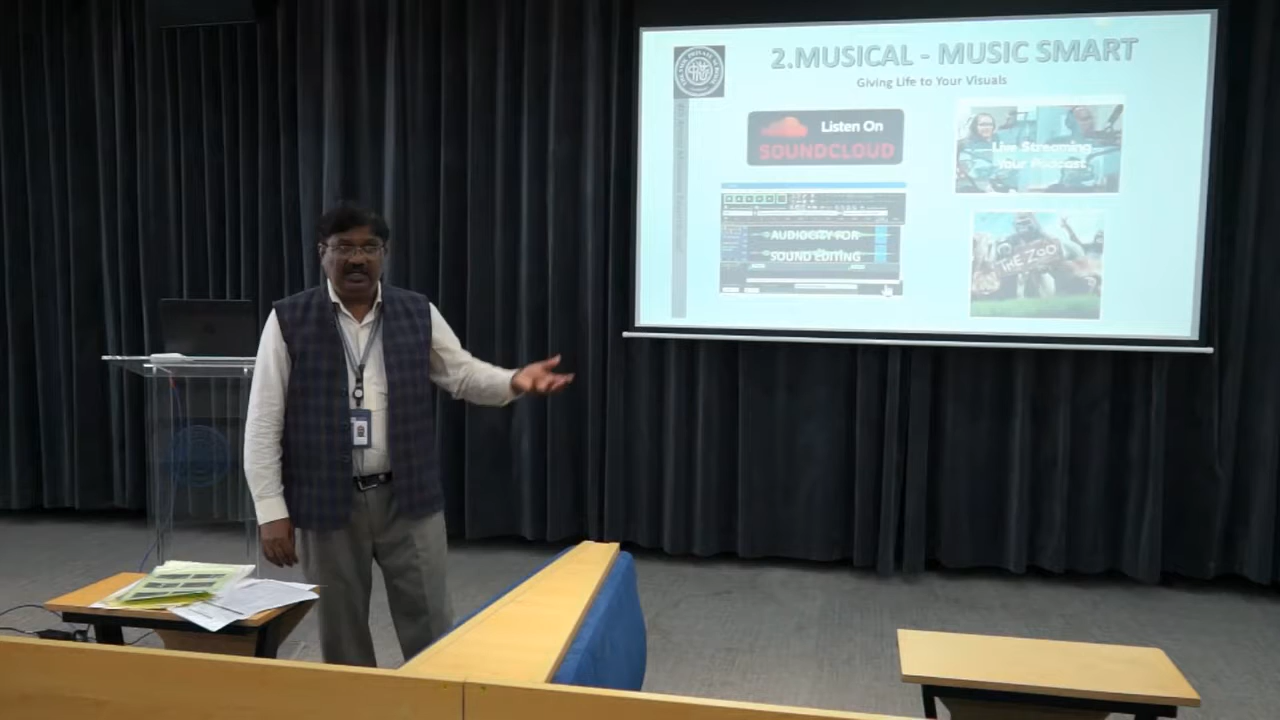 2.MUSICAL - MUSIC SMART
Giving Life to Your Visuals
Listen On
SOUNDCLOUD
Live Streaming
Your Podcast
AUDIOCITY FOR
SOUND EDITING
THE ZOO